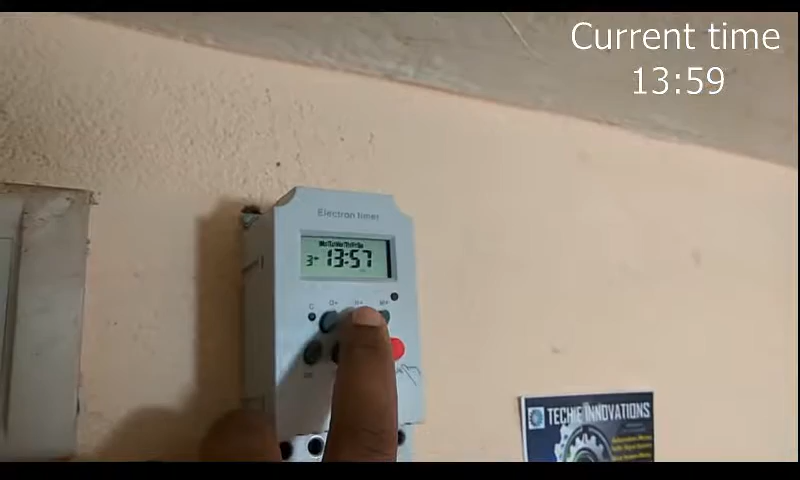 Current time
13:59
Electron timer
MoTuWeThFrSa
3
13:57
C
D+
H+
M+
TECHIE INNOVATIONS